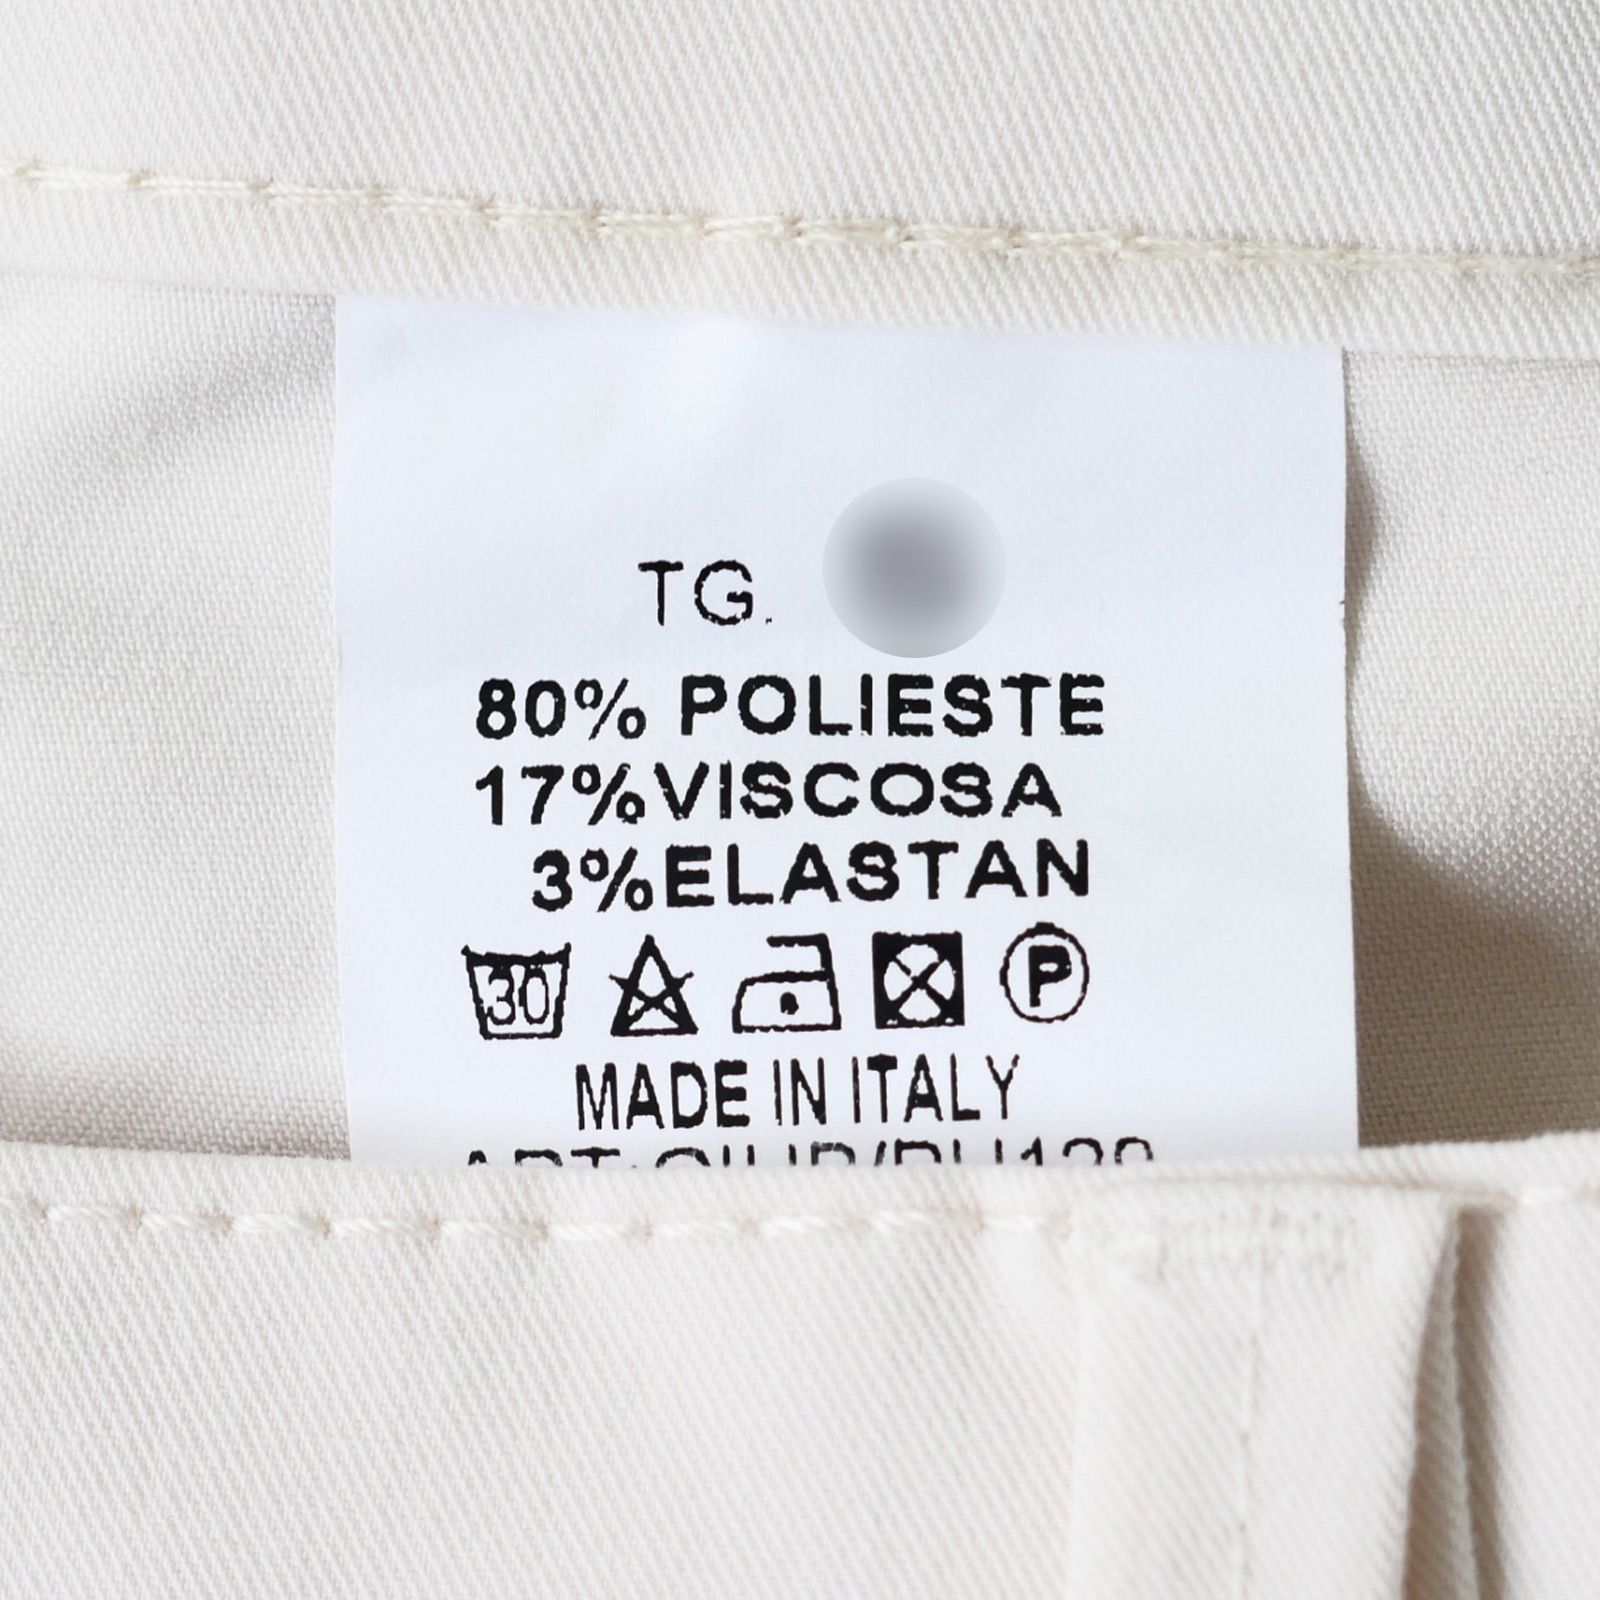 TG.
80% POLIESTE
17%VISCOSA
3%ELASTAN
30
P
MADE IN ITALY